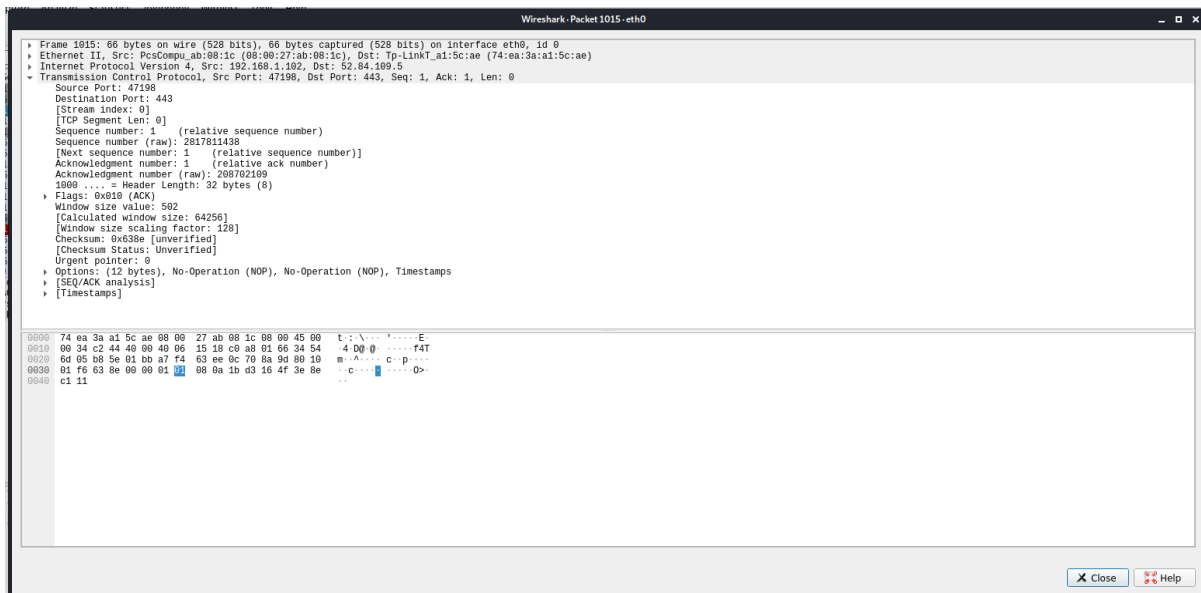 Wireshark · Packet 1015 · eth0
Frame 1015: 66 bytes on wire (528 bits), 66 bytes captured (528 bits) on interface eth0, id 0
Ethernet II, Src: PcsCompu_ab:08:1c (08:00:27:ab:08:1c), Dst: Tp-LinkT_a1:5c:ae (74:ea:3a:a1:5c:ae)
Internet Protocol Version 4, Src: 192.168.1.102, Dst: 52.84.109.5
Transmission Control Protocol, Src Port: 47198, Dst Port: 443, Seq: 1, Ack: 1, Len: 0
Source Port: 47198
Destination Port: 443
[Stream index: 0]
[TCP Segment Len: 0]
Sequence number: 1    (relative sequence number)
Sequence number (raw): 2817811438
[Next sequence number: 1    (relative sequence number)]
Acknowledgment number: 1    (relative ack number)
Acknowledgment number (raw): 208702109
1000 .... = Header Length: 32 bytes (8)
Flags: 0x010 (ACK)
Window size value: 502
[Calculated window size: 64256]
[Window size scaling factor: 128]
Checksum: 0x638e [unverified]
[Checksum Status: Unverified]
Urgent pointer: 0
Options: (12 bytes), No-Operation (NOP), No-Operation (NOP), Timestamps
[SEQ/ACK analysis]
[Timestamps]
0000  74 ea 3a a1 5c ae 08 00  27 ab 08 1c 08 00 45 00   t·:·\··· '·····E·
0010  00 34 c2 44 40 00 40 06  15 18 c0 a8 01 66 34 54   ·4·D@·@· ·····f4T
0020  6d 05 b8 5e 01 bb a7 f4  63 ee 0c 70 8a 9d 80 10   m··^···· c··p····
0030  01 f6 63 8e 00 00 01 01  08 0a 1b d3 16 4f 3e 8e   ··c····· ·····O>·
0040  c1 11                                              ··
Close
Help